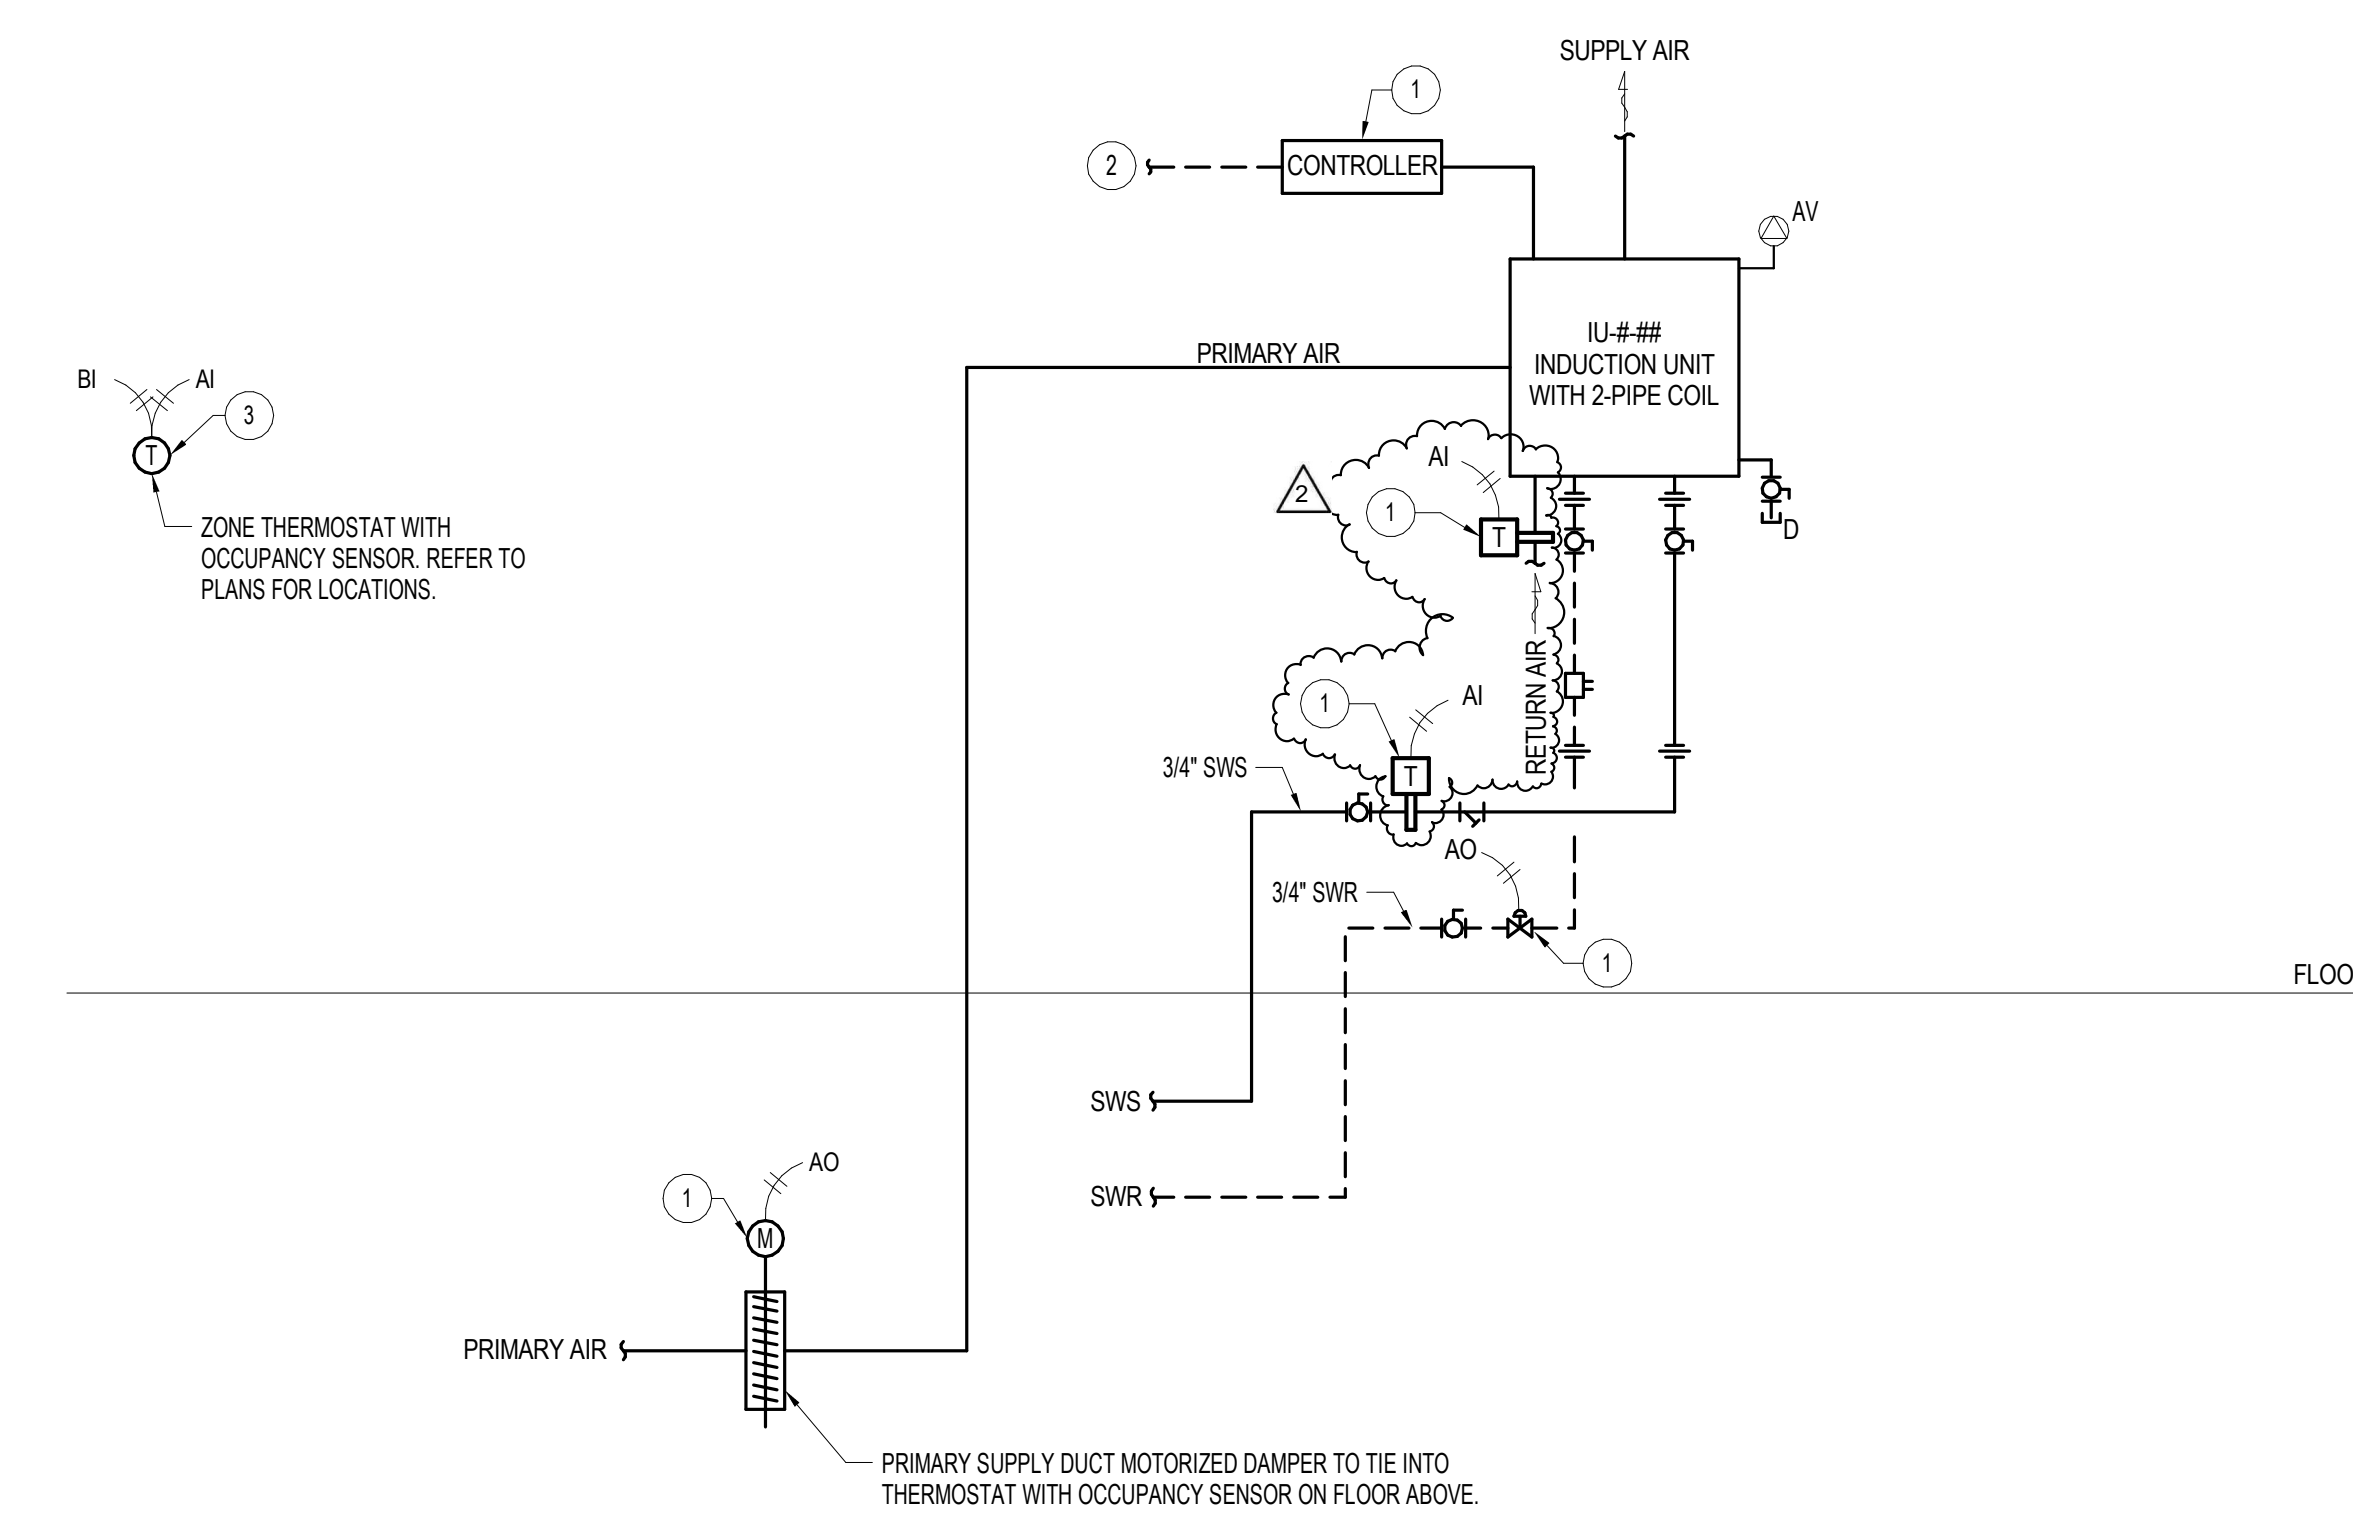 SUPPLY AIR
1
2
CONTROLLER
AV
IU-#-##
INDUCTION UNIT
WITH 2-PIPE COIL
PRIMARY AIR
BI
AI
3
T
ZONE THERMOSTAT WITH
OCCUPANCY SENSOR. REFER TO
PLANS FOR LOCATIONS.
AI
2
1
T
D
RETURN AIR
1
AI
T
3/4" SWS
AO
3/4" SWR
1
FLOO
SWS
SWR
AO
1
M
PRIMARY AIR
PRIMARY SUPPLY DUCT MOTORIZED DAMPER TO TIE INTO
THERMOSTAT WITH OCCUPANCY SENSOR ON FLOOR ABOVE.